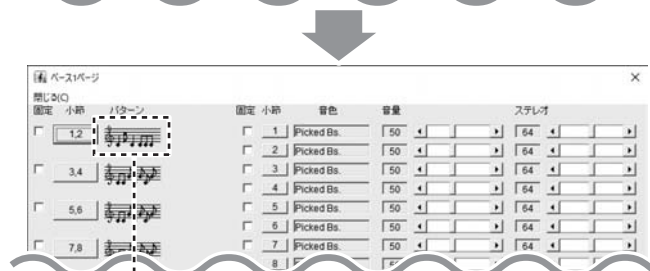 ベース1ページ
閉じる(C)
固定 小節 パターン 固定 小節 音色 音量 ステレオ
1,2 1 Picked Bs. 50 64
2 Picked Bs. 50 64
3,4 3 Picked Bs. 50 64
4 Picked Bs. 50 64
5,6 5 Picked Bs. 50 64
6 Picked Bs. 50 64
7,8 7 Picked Bs. 50 64
8